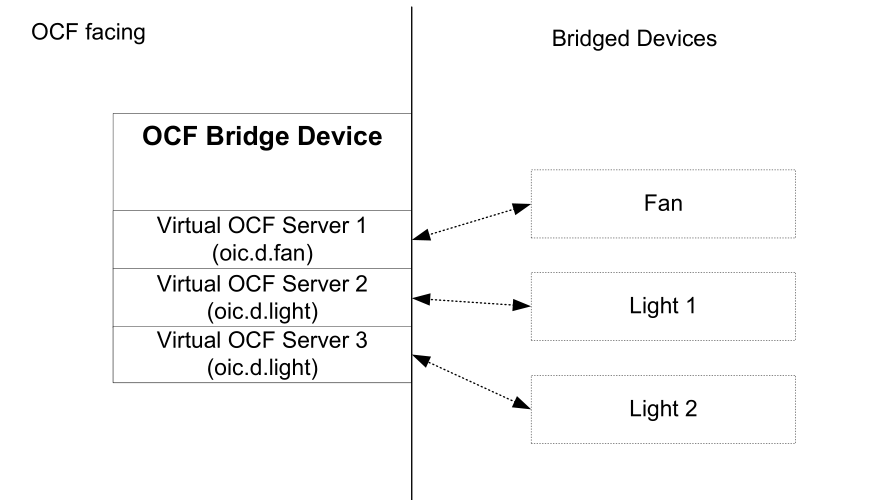 OCF facing
Bridged Devices
OCF Bridge Device
Virtual OCF Server 1
(oic.d.fan)
Virtual OCF Server 2
(oic.d.light)
Virtual OCF Server 3
(oic.d.light)
Fan
Light 1
Light 2